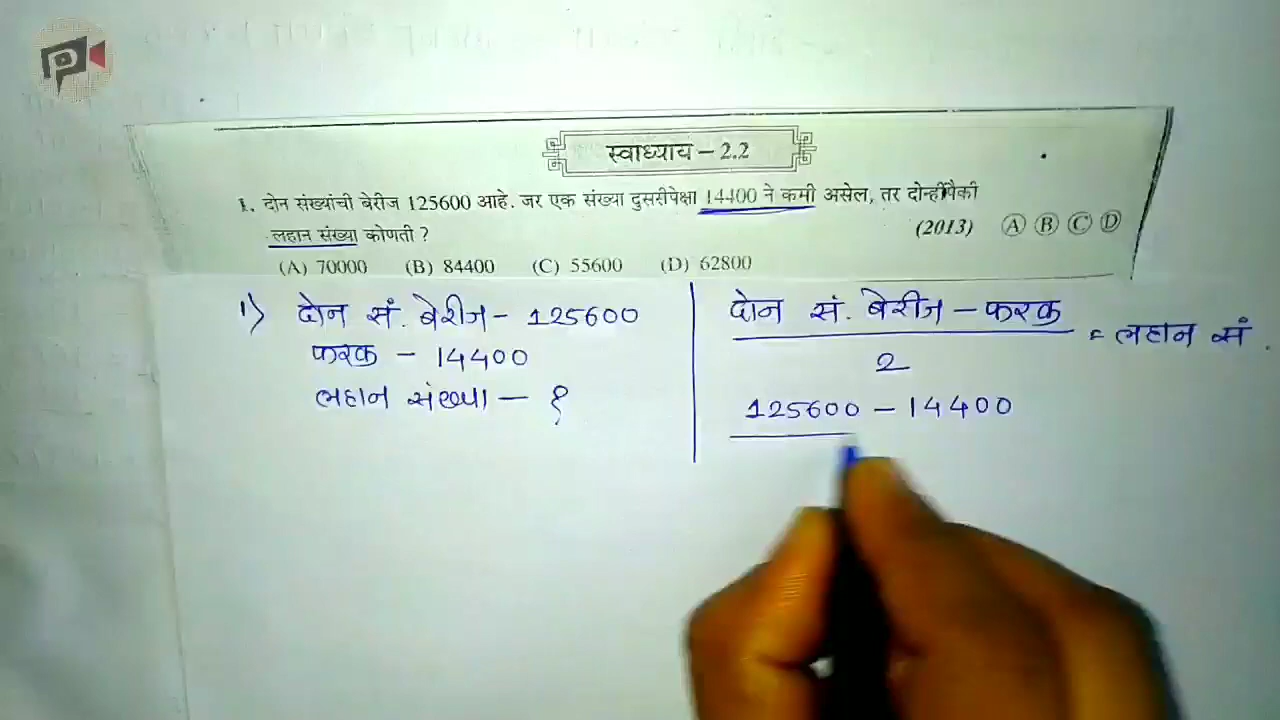 स्वाध्याय – 2.2
1. दोन संख्यांची बेरीज 125600 आहे. जर एक संख्या दुसरीपेक्षा 14400 ने कमी असेल, तर दोन्हींपैकी
लहान संख्या कोणती ? (2013) Ⓐ Ⓑ Ⓒ Ⓓ
(A) 70000 (B) 84400 (C) 55600 (D) 62800
1) दोन सं. बेरीज - 125600
फरक - 14400
लहान संख्या - ?
दोन सं. बेरीज - फरक = लहान सं.
2
125600 - 14400